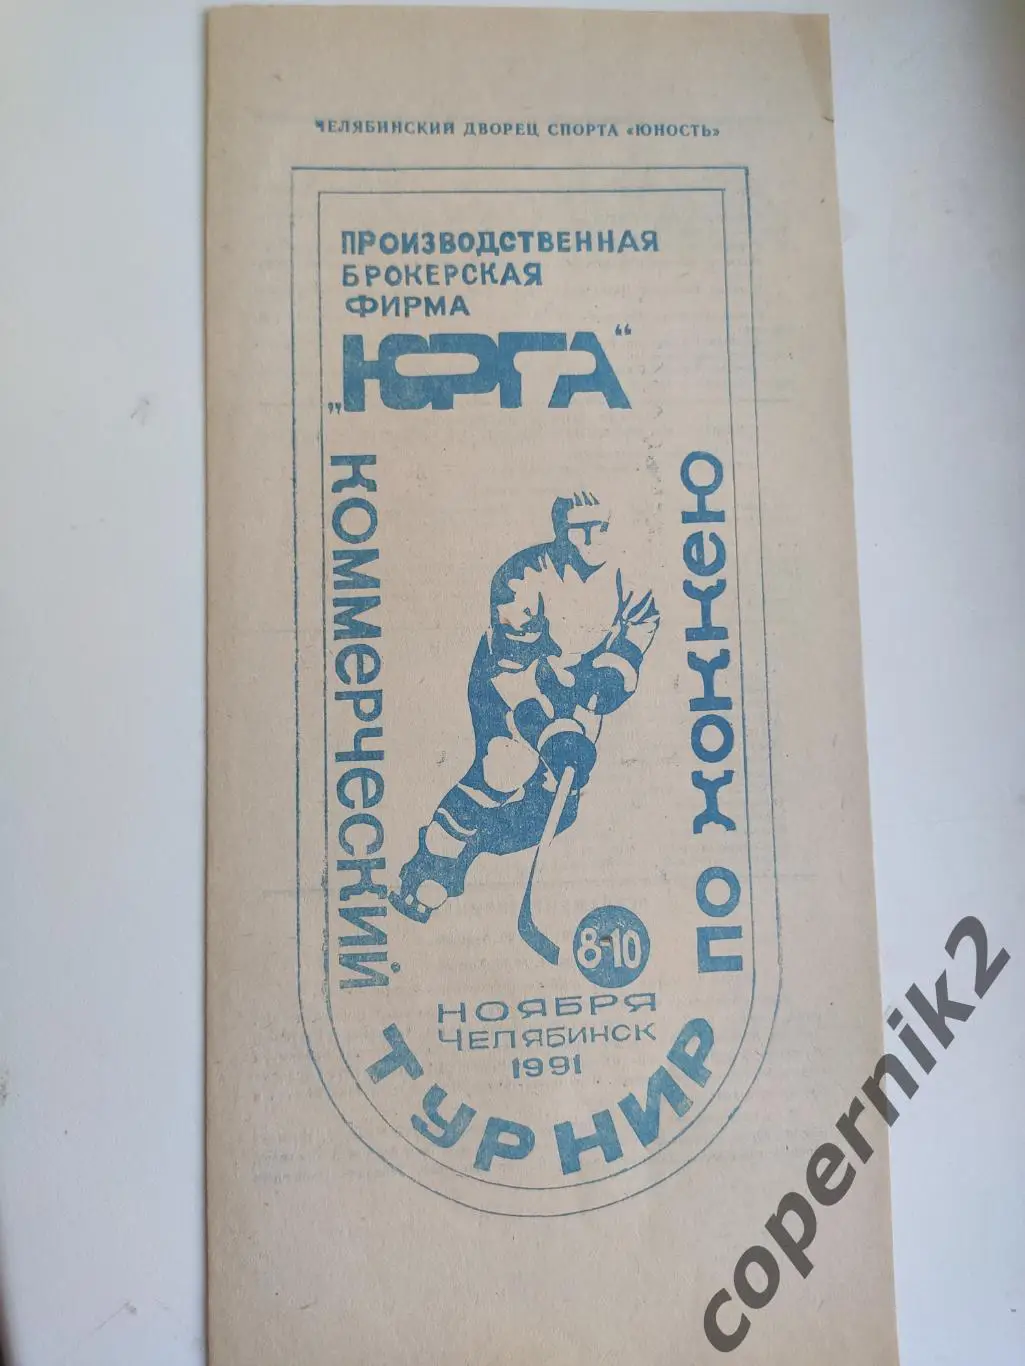 ЧЕЛЯБИНСКИЙ ДВОРЕЦ СПОРТА «ЮНОСТЬ»
ПРОИЗВОДСТВЕННАЯ
БРОКЕРСКАЯ
ФИРМА
„ЮРГА“
КОММЕРЧЕСКИЙ
ТУРНИР
ПО ХОККЕЮ
8-10
НОЯБРЯ
ЧЕЛЯБИНСК
1991
copernik2